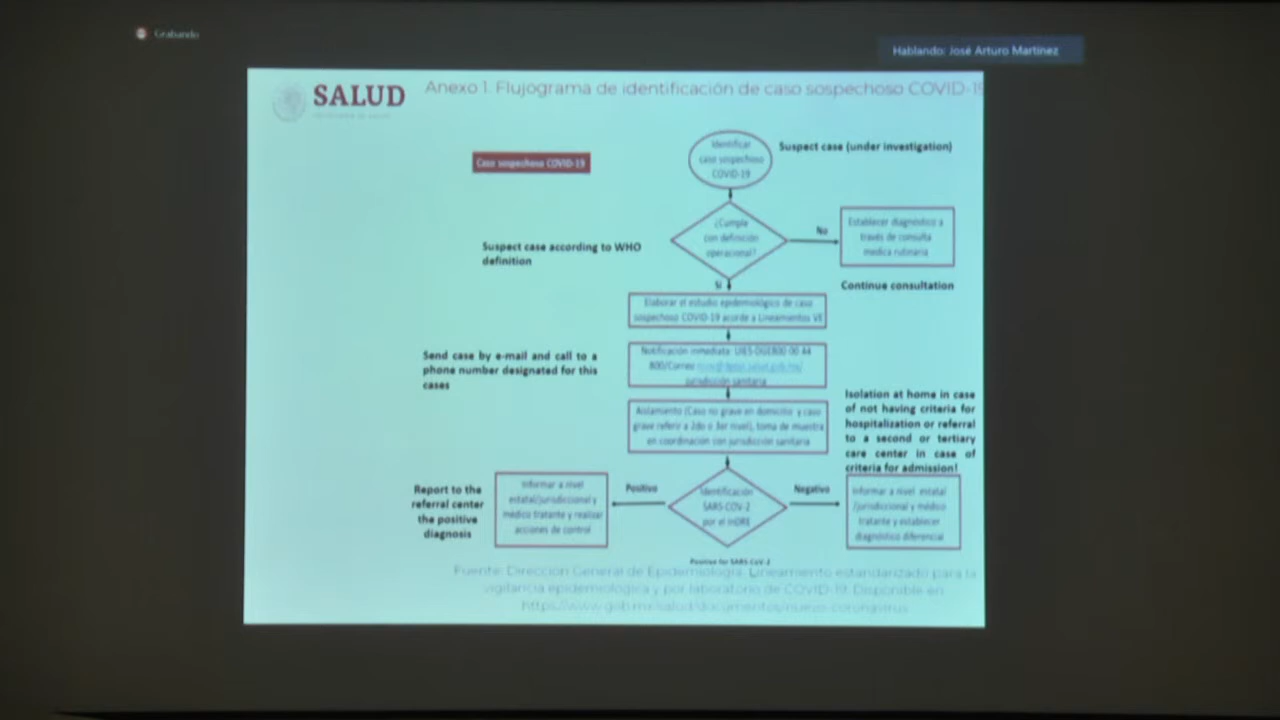 Grabando
Hablando: José Arturo Martínez
SALUD
Anexo 1. Flujograma de identificación de caso sospechoso COVID-19
Caso sospechoso COVID-19
Identificar
caso sospechoso
COVID-19
Suspect case (under investigation)
¿Cumple
con definición
operacional?
No
Establecer diagnóstico a
través de consulta
medica rutinaria
Suspect case according to WHO
definition
Continue consultation
Si
Elaborar el estudio epidemiológico de caso
sospechoso COVID-19 acorde a Lineamientos VE
Send case by e-mail and call to a
phone number designated for this
cases
Notificación inmediata: UIES-DGE800 00 44
800/Correo
jurisdicción sanitaria
Isolation at home in case
of not having criteria for
hospitalization or referral
to a second or tertiary
care center in case of
criteria for admission!
Aislamiento (Caso no grave en domicilio y caso
grave referir a 2do o 3er nivel), toma de muestra
en coordinación con jurisdicción sanitaria
Report to the
referral center
the positive
diagnosis
Informar a nivel
estatal/jurisdiccional y
médico tratante y realizar
acciones de control
Positivo
Identificación
SARS-COV-2
por el InDRE
Negativo
Informar a nivel estatal
/jurisdiccional y médico
tratante y establecer
diagnóstico diferencial
Positive for SARS CoV-2
Fuente: Dirección General de Epidemiología. Lineamiento estandarizado para la
vigilancia epidemiológica y por laboratorio de COVID-19. Disponible en:
https://www.gob.mx/salud/documentos/nuevo-coronavirus